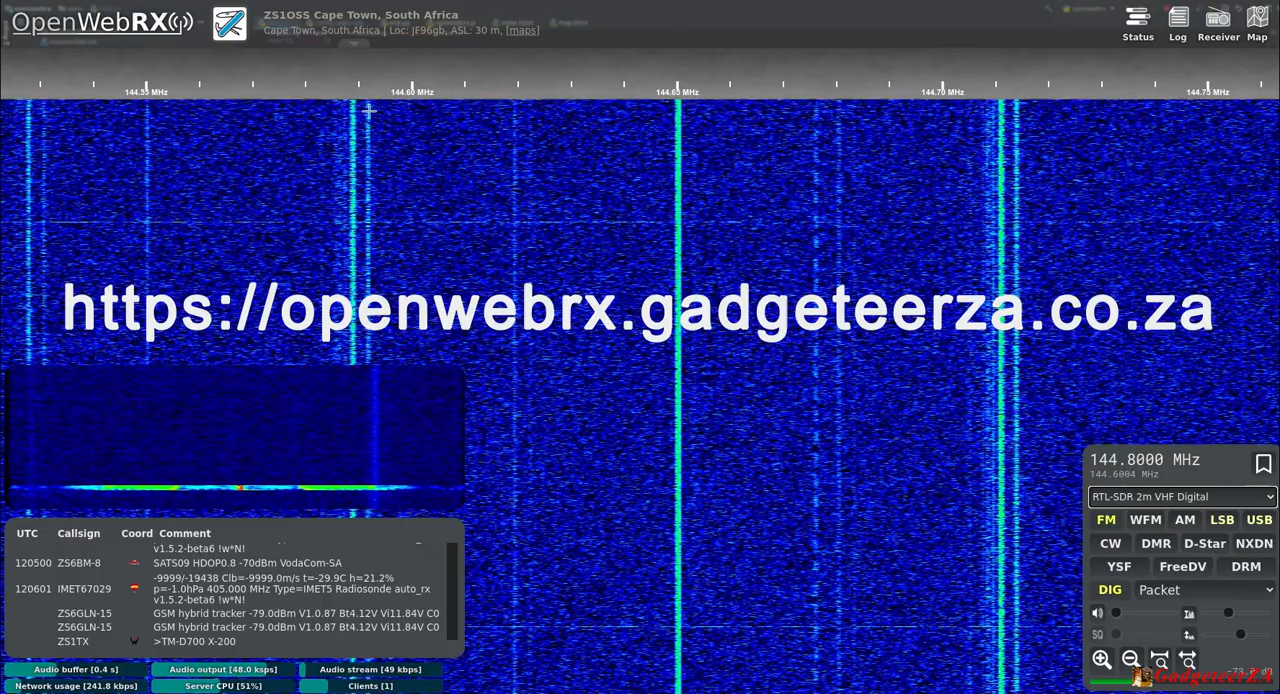 OpenWebRX
ZS1OSS Cape Town, South Africa
Cape Town, South Africa | Loc: JF96gb, ASL: 30 m, [maps]
Status
Log
Receiver
Map
144.55 MHz
144.60 MHz
144.65 MHz
144.70 MHz
144.75 MHz
https://openwebrx.gadgeteerza.co.za
UTC Callsign Coord Comment
v1.5.2-beta6 !w*N!
120500 ZS6BM-8 SATS09 HDOP0.8 -70dBm VodaCom-SA
-9999/-19438 Clb=-9999.0m/s t=-29.9C h=21.2%
120601 IMET67029 p=-1.0hPa 405.000 MHz Type=IMET5 Radiosonde auto_rx
v1.5.2-beta6 !w*N!
ZS6GLN-15 GSM hybrid tracker -79.0dBm V1.0.87 Bt4.12V Vi11.84V C0
ZS6GLN-15 GSM hybrid tracker -79.0dBm V1.0.87 Bt4.12V Vi11.84V C0
ZS1TX >TM-D700 X-200
Audio buffer [0.4 s]
Audio output [48.0 ksps]
Audio stream [49 kbps]
Network usage [241.8 kbps]
Server CPU [51%]
Clients [1]
144.8000 MHz
144.6004 MHz
RTL-SDR 2m VHF Digital
FM WFM AM LSB USB
CW DMR D-Star NXDN
YSF FreeDV DRM
DIG Packet
SQ
GadgeteerZA